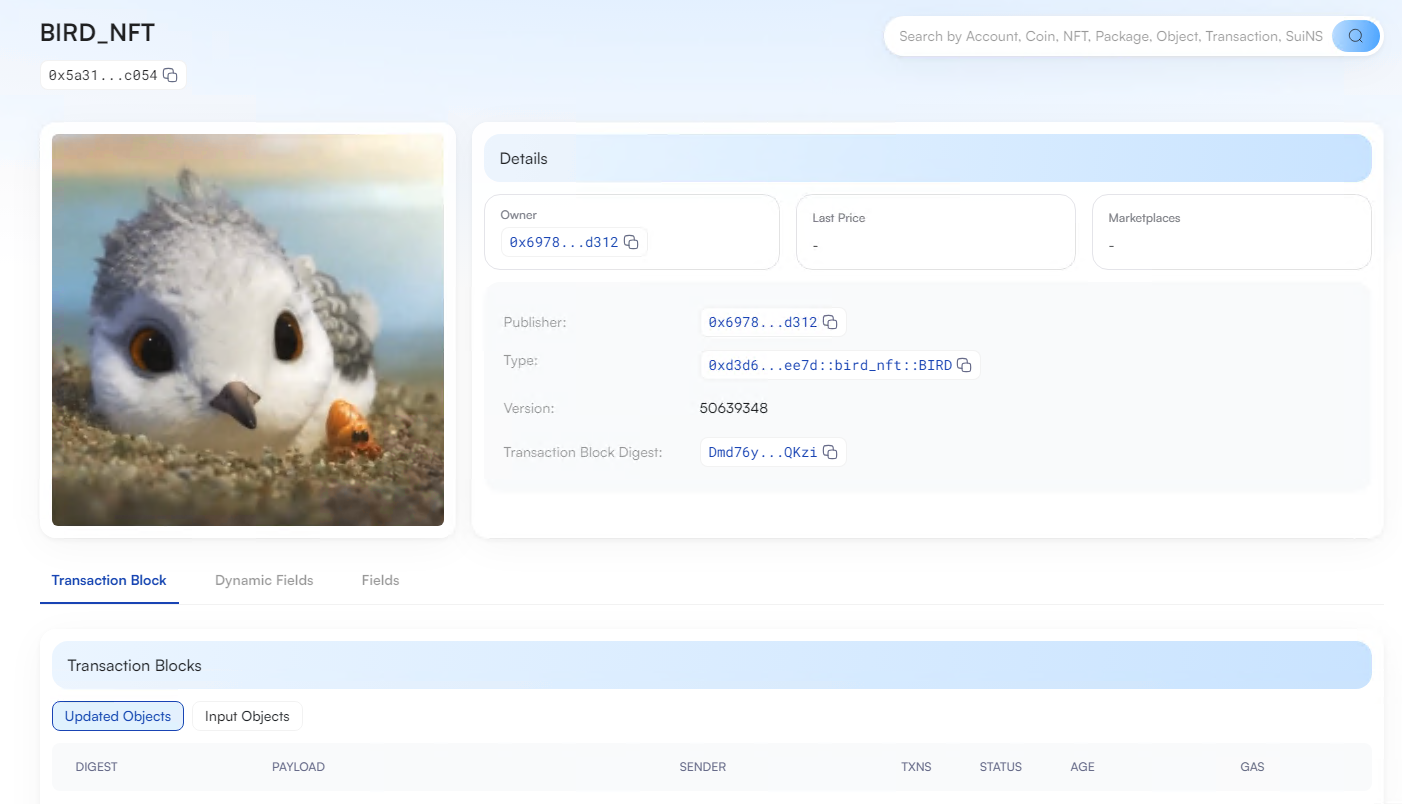 BIRD_NFT
Search by Account, Coin, NFT, Package, Object, Transaction, SuiNS
0x5a31...c054
Details
Owner
0x6978...d312
Last Price
-
Marketplaces
-
Publisher:
0x6978...d312
Type:
0xd3d6...ee7d::bird_nft::BIRD
Version:
50639348
Transaction Block Digest:
Dmd76y...QKzi
Transaction Block
Dynamic Fields
Fields
Transaction Blocks
Updated Objects
Input Objects
DIGEST PAYLOAD SENDER TXNS STATUS AGE GAS